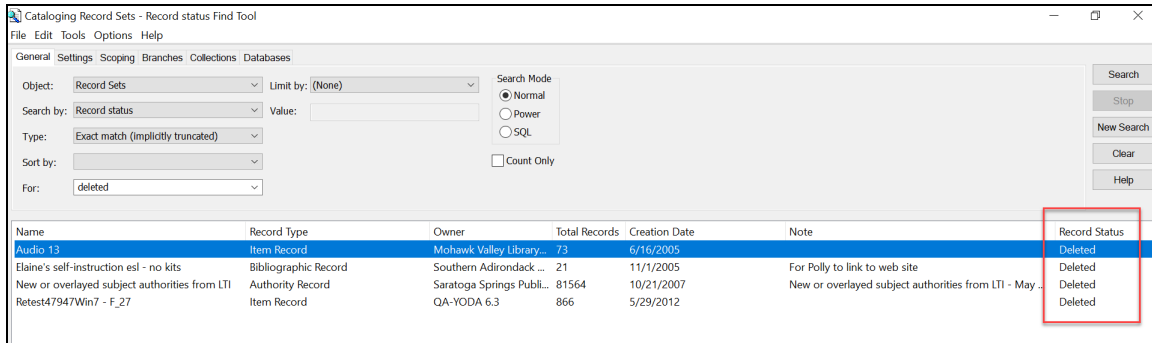 Cataloging Record Sets - Record status Find Tool
File Edit Tools Options Help
General Settings Scoping Branches Collections Databases
Object: Record Sets Limit by: (None) Search Mode Search
Normal
Search by: Record status Value: Power Stop
Type: Exact match (implicitly truncated) SQL New Search
Sort by: Count Only Clear
For: deleted Help
Name Record Type Owner Total Records Creation Date Note Record Status
Audio 13 Item Record Mohawk Valley Library... 73 6/16/2005 Deleted
Elaine's self-instruction esl - no kits Bibliographic Record Southern Adirondack ... 21 11/1/2005 For Polly to link to web site Deleted
New or overlayed subject authorities from LTI Authority Record Saratoga Springs Publi... 81564 10/21/2007 New or overlayed subject authorities from LTI - May ... Deleted
Retest47947Win7 - F_27 Item Record QA-YODA 6.3 866 5/29/2012 Deleted